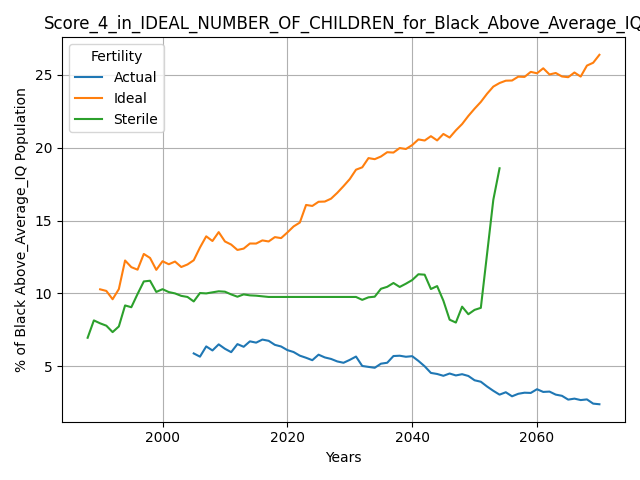 Score_4_in_IDEAL_NUMBER_OF_CHILDREN_for_Black_Above_Average_IQ
Fertility
Actual
Ideal
Sterile
% of Black Above_Average_IQ Population
25
20
15
10
5
2000
2020
2040
2060
Years